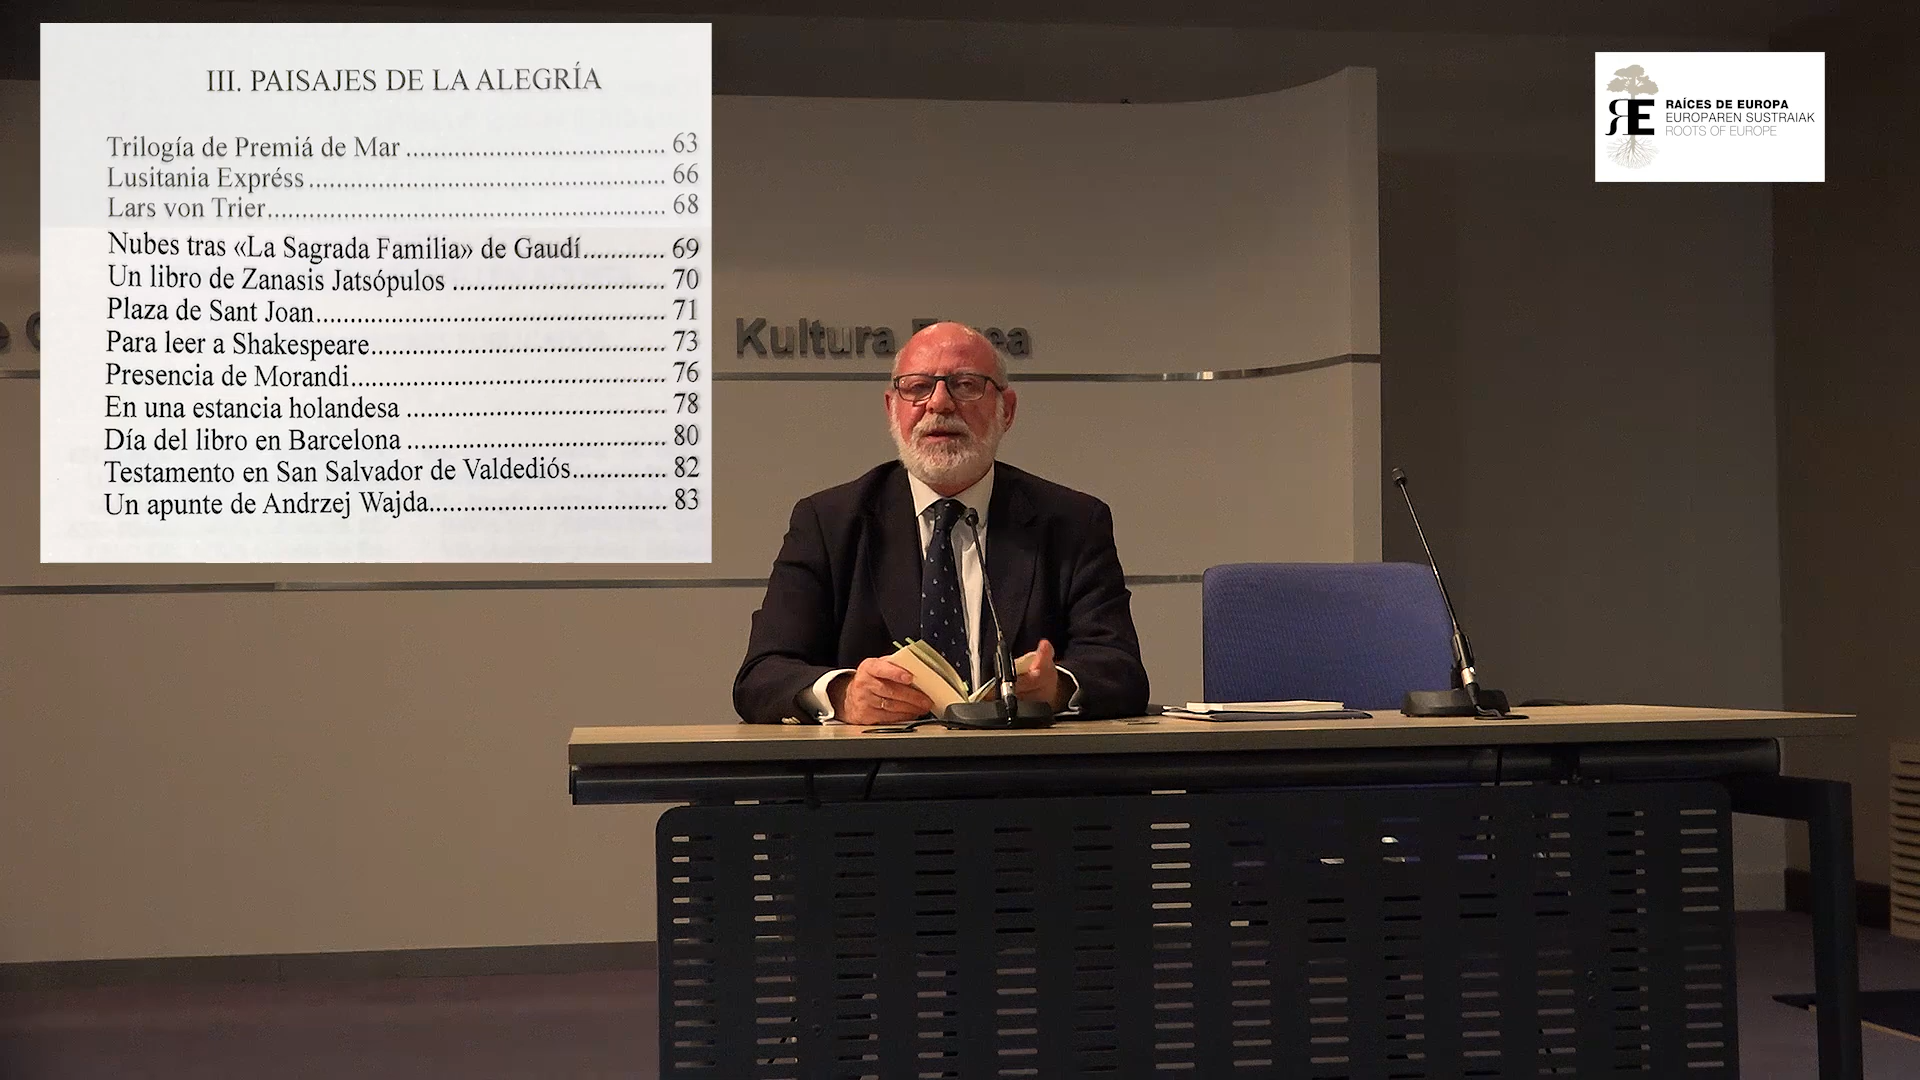 III. PAISAJES DE LA ALEGRÍA
Trilogía de Premiá de Mar ..................................... 63
Lusitania Expréss .................................................. 66
Lars von Trier ........................................................ 68
Nubes tras «La Sagrada Familia» de Gaudí ............ 69
Un libro de Zanasis Jatsópulos .............................. 70
Plaza de Sant Joan ................................................. 71
Para leer a Shakespeare ......................................... 73
Presencia de Morandi ............................................ 76
En una estancia holandesa ..................................... 78
Día del libro en Barcelona ..................................... 80
Testamento en San Salvador de Valdediós ............. 82
Un apunte de Andrzej Wajda ................................. 83
RE
RAÍCES DE EUROPA
EUROPAREN SUSTRAIAK
ROOTS OF EUROPE
Kultura